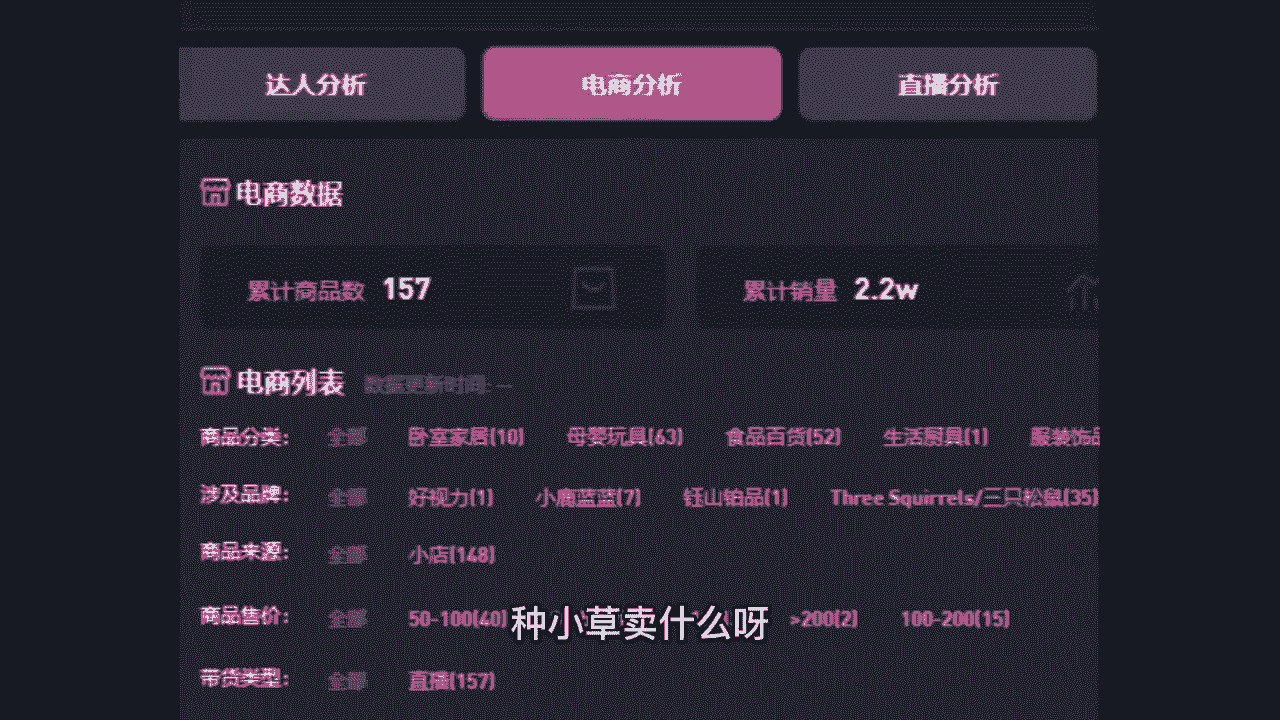 达人分析 电商分析 直播分析
电商数据
累计商品数 157 累计销量 2.2w
电商列表 数据更新时间: —
商品分类: 全部 卧室家居(10) 母婴玩具(63) 食品百货(52) 生活厨具(1) 服装饰品
涉及品牌: 全部 好视力(1) 小鹿蓝蓝(7) 钰山铂品(1) Three Squirrels/三只松鼠(35)
商品来源: 全部 小店(148)
商品售价: 全部 50-100(40) >200(2) 100-200(15)
种小草卖什么呀
带货类型: 全部 直播(157)